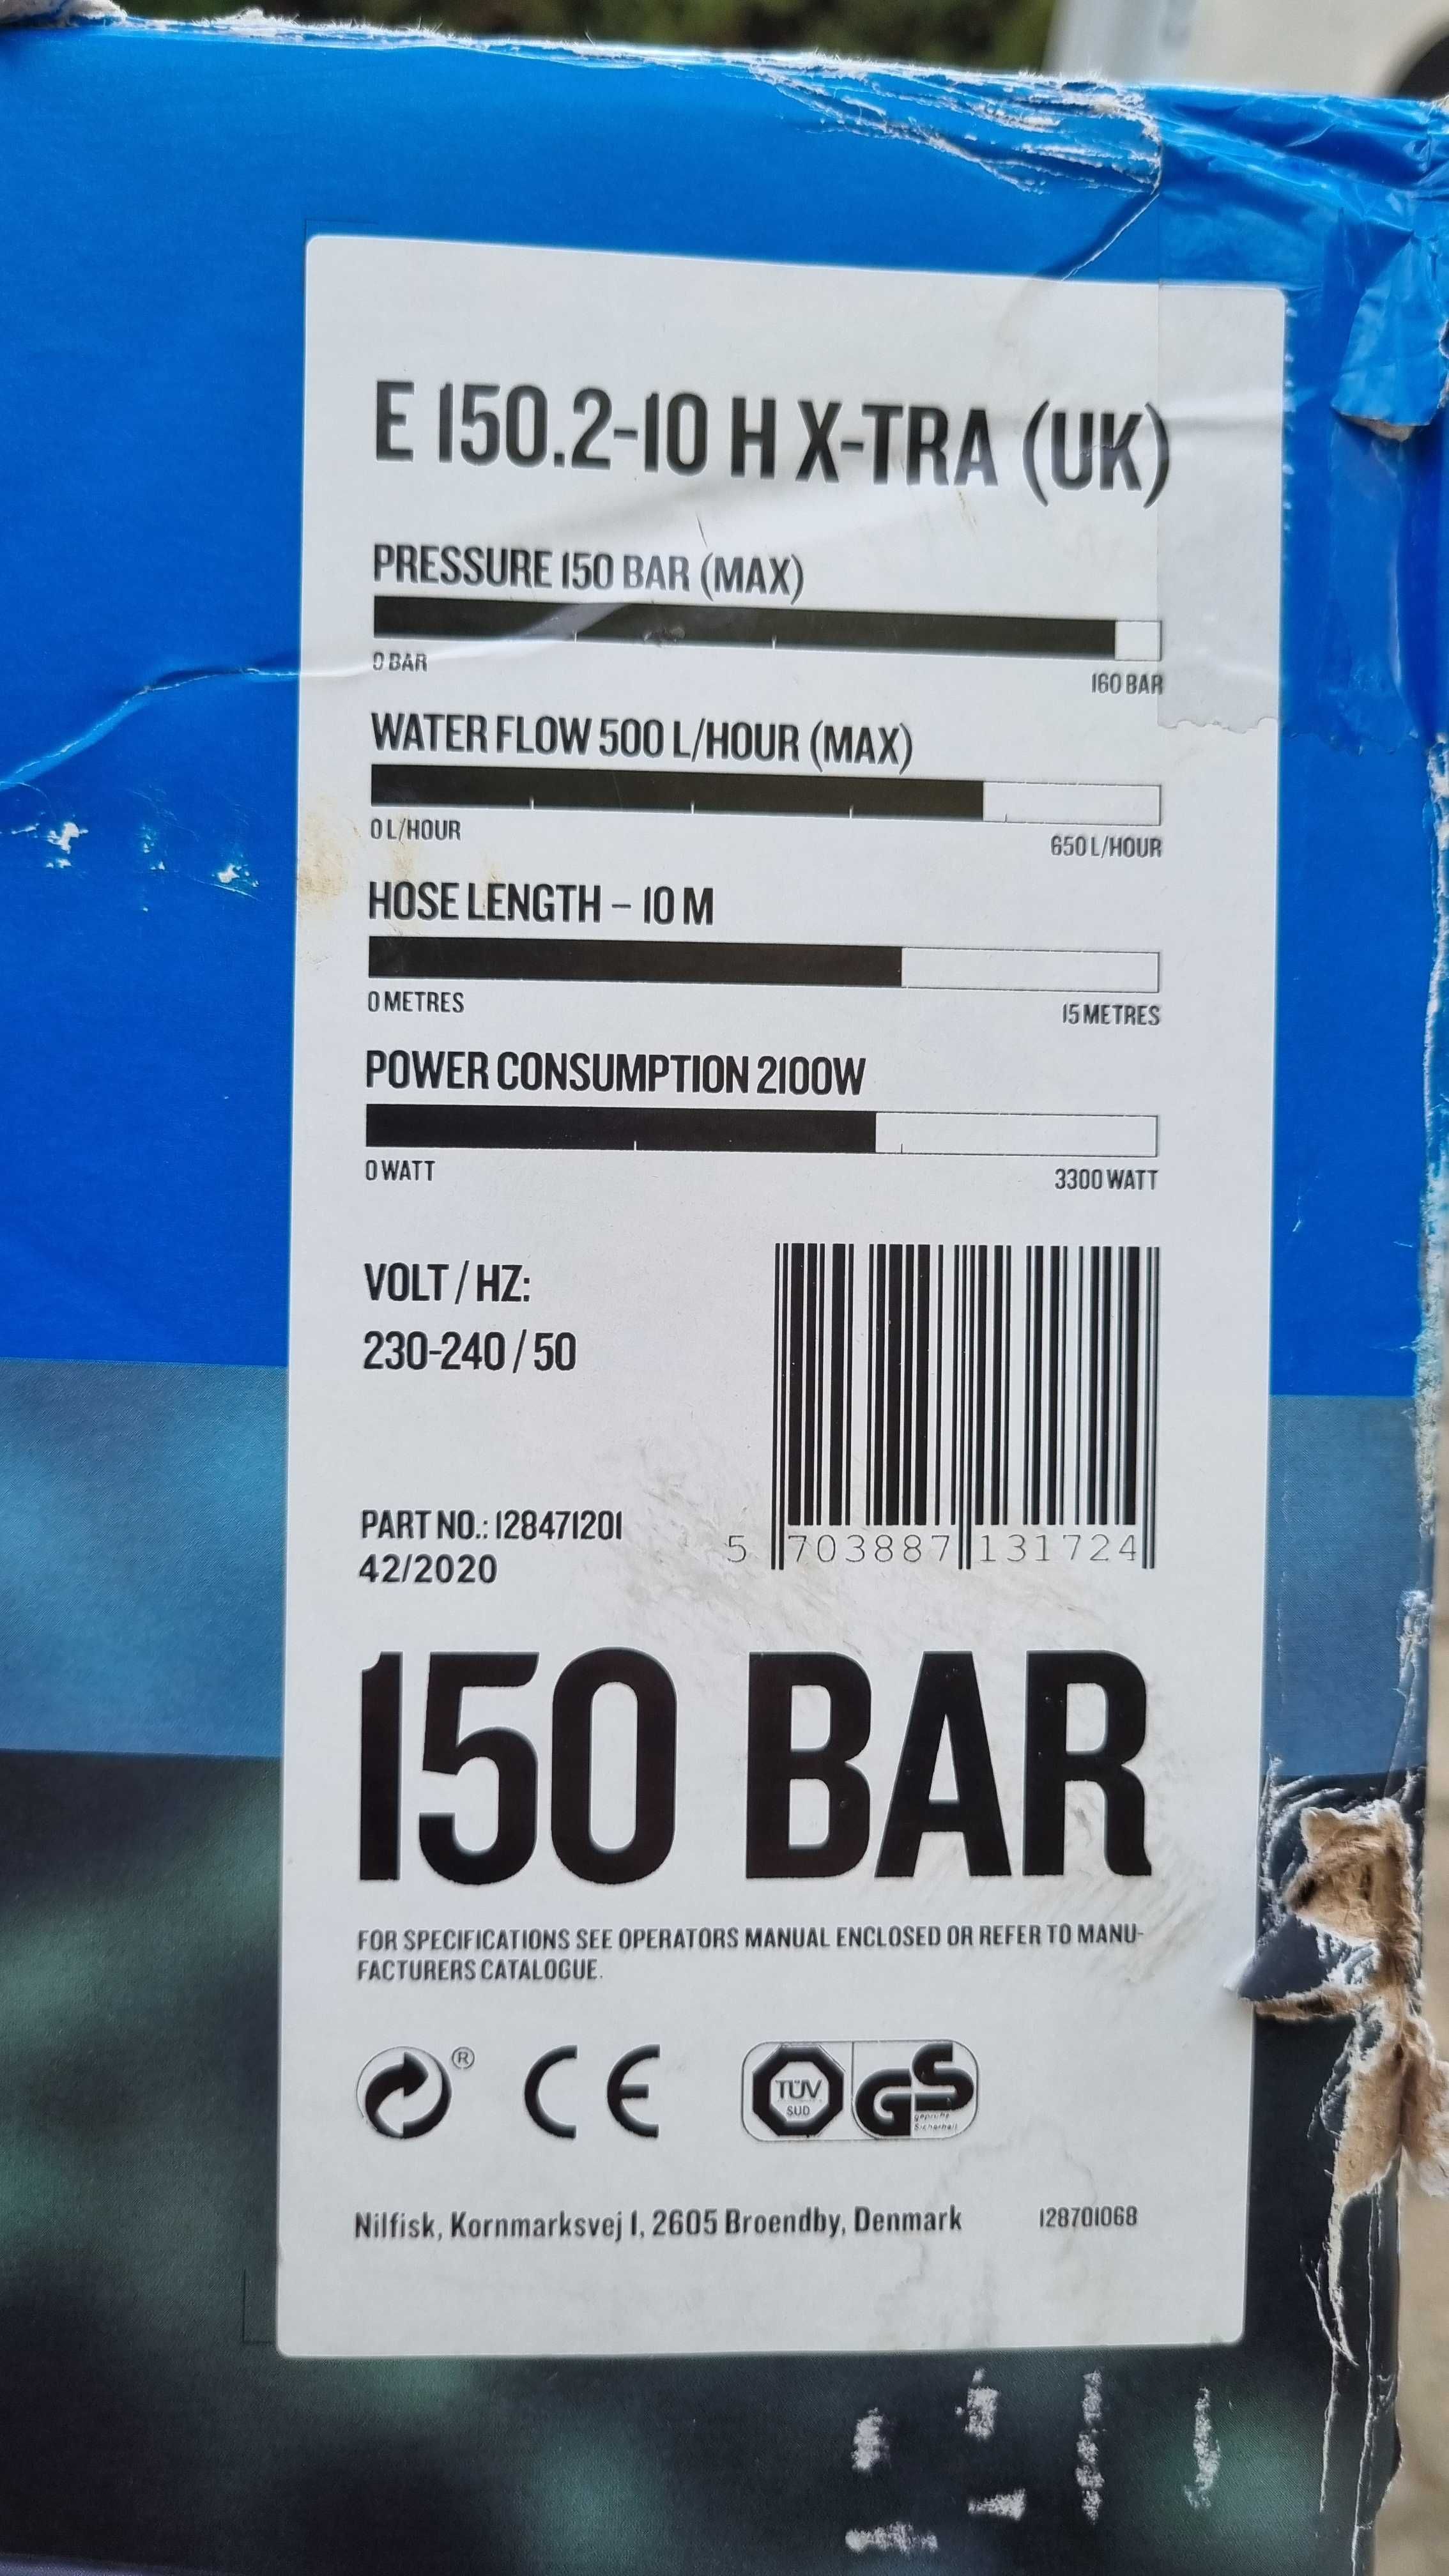 E 150.2-10 H X-TRA (UK)
PRESSURE 150 BAR (MAX)
0 BAR
160 BAR
WATER FLOW 500 L/HOUR (MAX)
0 L/HOUR
650 L/HOUR
HOSE LENGTH – 10 M
0 METRES
15 METRES
POWER CONSUMPTION 2100W
0 WATT
3300 WATT
VOLT / HZ:
230-240 / 50
PART NO.: 128471201
42/2020
5 703887 131724
150 BAR
FOR SPECIFICATIONS SEE OPERATORS MANUAL ENCLOSED OR REFER TO MANU-
FACTURERS CATALOGUE.
® CE TÜV SUD GS geprüfte Sicherheit
Nilfisk, Kornmarksvej 1, 2605 Broendby, Denmark 128701068